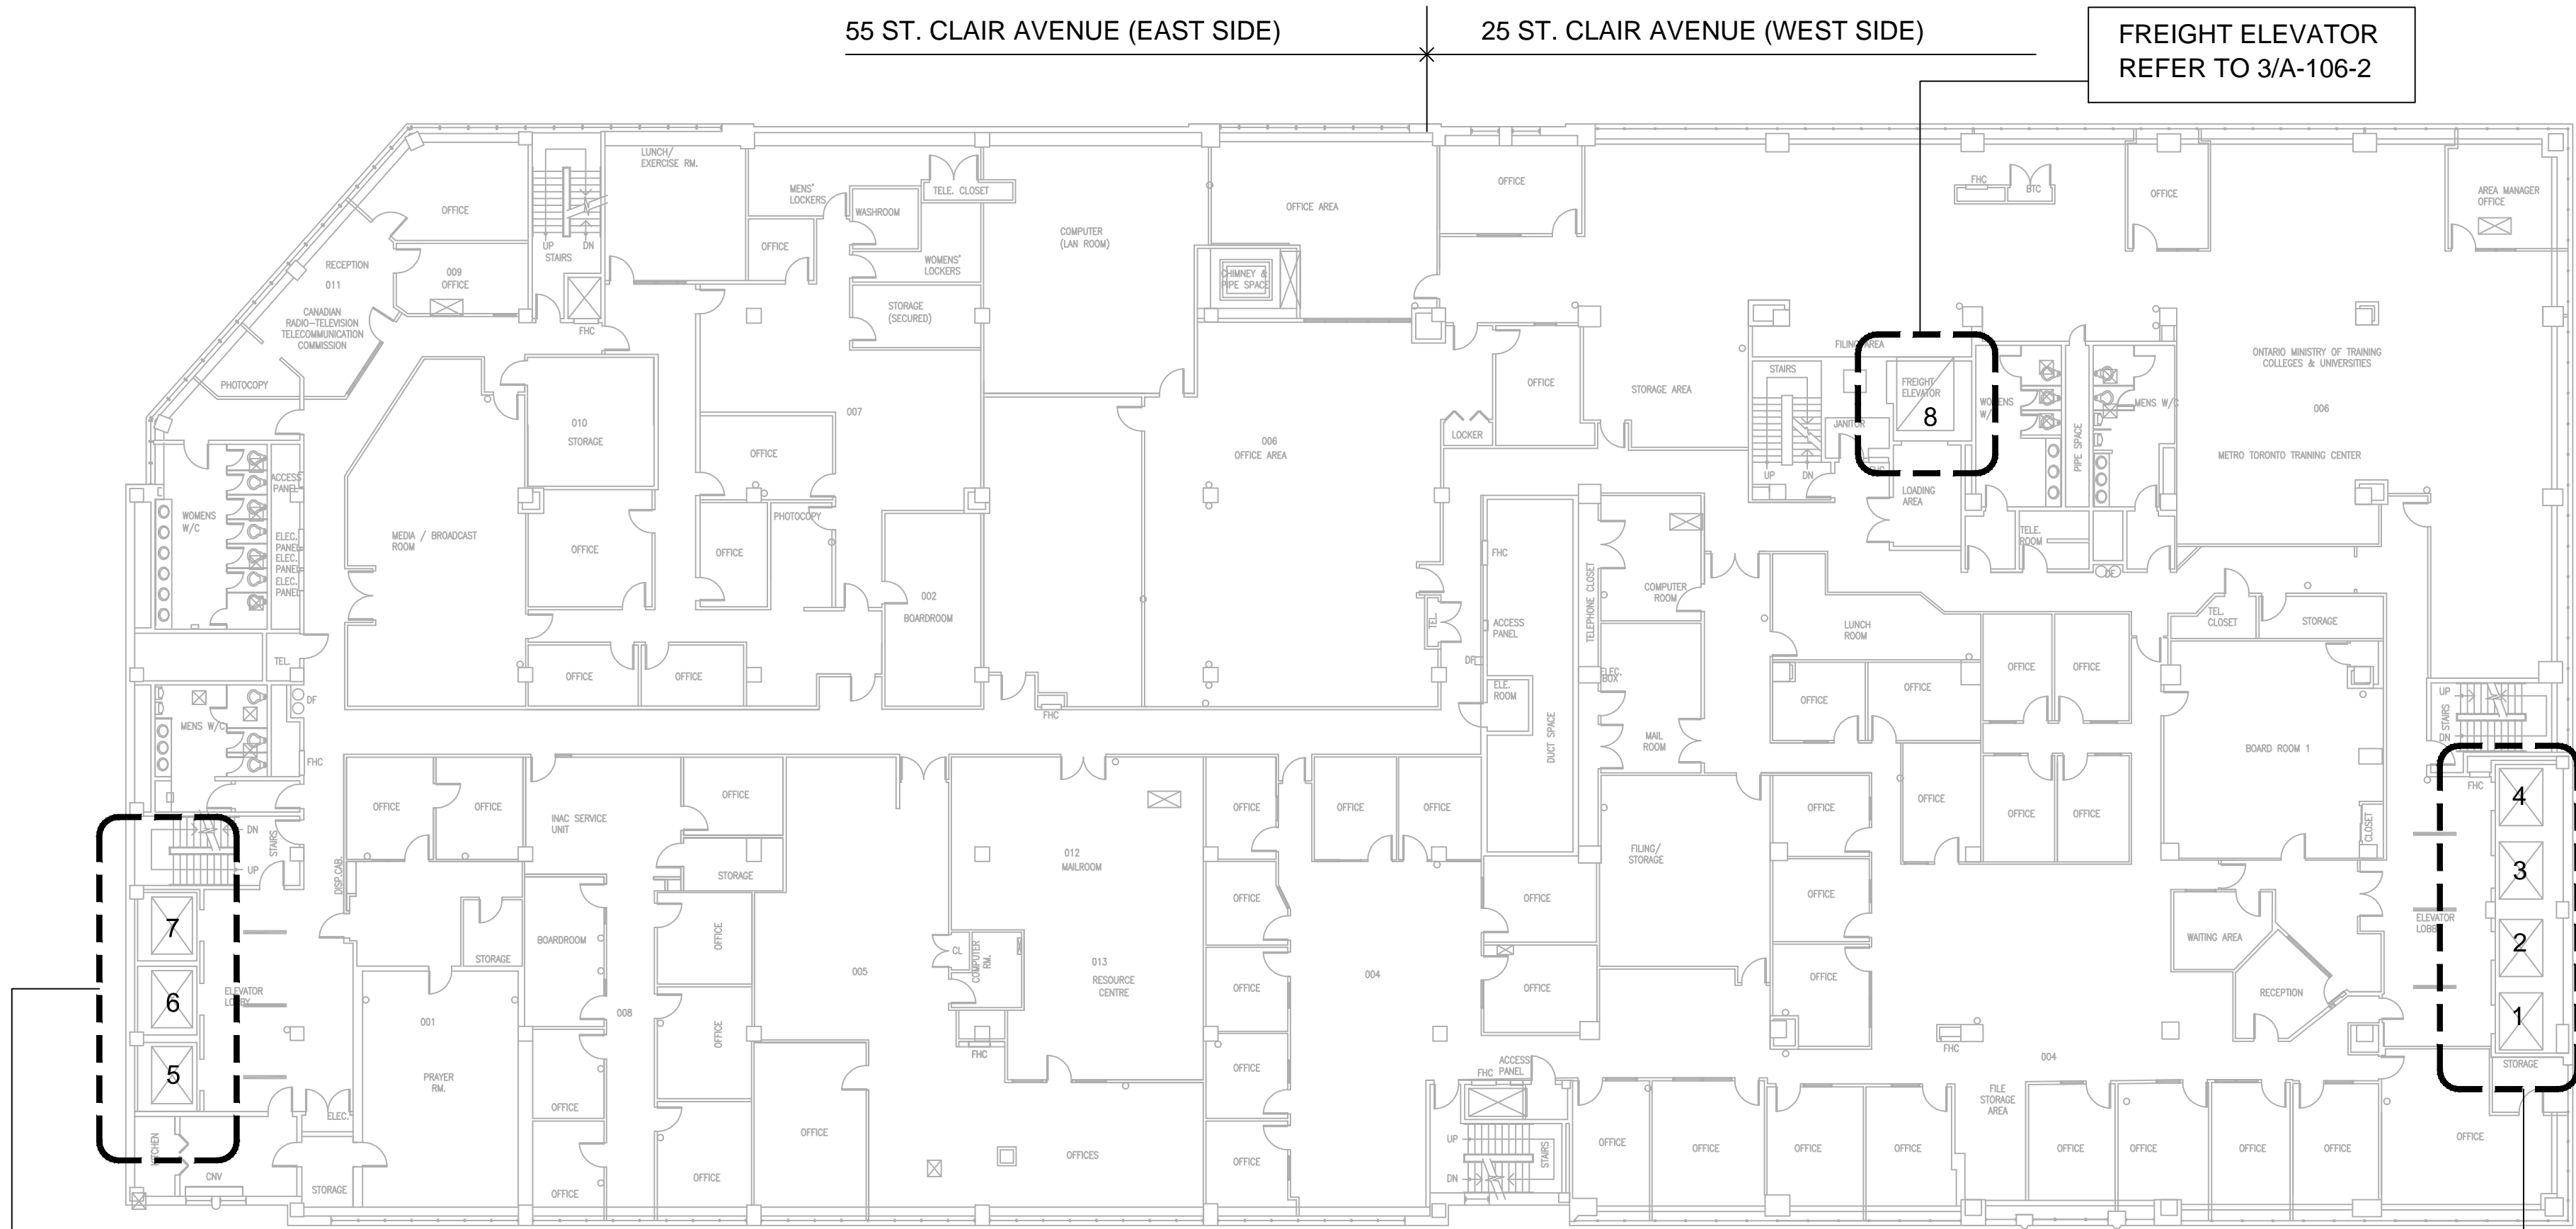 55 ST. CLAIR AVENUE (EAST SIDE)
25 ST. CLAIR AVENUE (WEST SIDE)
FREIGHT ELEVATOR
REFER TO 3/A-106-2
LUNCH/
EXERCISE RM.
OFFICE
UP
DN
STAIRS
RECEPTION
011
009
OFFICE
CANADIAN
RADIO-TELEVISION
TELECOMMUNICATION
COMMISSION
PHOTOCOPY
FHC
MENS'
LOCKERS
WASHROOM
TELE. CLOSET
OFFICE
WOMENS'
LOCKERS
STORAGE
(SECURED)
COMPUTER
(LAN ROOM)
OFFICE AREA
CHIMNEY &
PIPE SPACE
OFFICE
FHC
BTC
OFFICE
AREA MANAGER
OFFICE
FILING AREA
STAIRS
FREIGHT
ELEVATOR
8
JANITOR
FHC
UP
DN
LOADING
AREA
WOMENS
W/C
PIPE SPACE
MENS W/C
TELE.
ROOM
DF
ONTARIO MINISTRY OF TRAINING
COLLEGES & UNIVERSITIES
006
METRO TORONTO TRAINING CENTER
OFFICE
STORAGE AREA
LOCKER
010
STORAGE
007
OFFICE
006
OFFICE AREA
WOMENS
W/C
ACCESS
PANEL
ELEC.
PANEL
ELEC.
PANEL
ELEC.
PANEL
MEDIA / BROADCAST
ROOM
OFFICE
OFFICE
PHOTOCOPY
002
BOARDROOM
FHC
TELEPHONE CLOSET
COMPUTER
ROOM
ACCESS
PANEL
TEL.
DF
ELE.
ROOM
ELEC.
BOX
DUCT SPACE
MAIL
ROOM
LUNCH
ROOM
OFFICE
OFFICE
OFFICE
OFFICE
TEL.
CLOSET
STORAGE
TEL.
DF
MENS W/C
FHC
OFFICE
OFFICE
FHC
BOARD ROOM 1
UP
STAIRS
DN
FHC
CLOSET
OFFICE
OFFICE
INAC SERVICE
UNIT
OFFICE
STORAGE
OFFICE
OFFICE
OFFICE
OFFICE
OFFICE
OFFICE
OFFICE
FILING/
STORAGE
012
MAILROOM
DN
STAIRS
UP
DISP.CAB.
7
6
5
ELEVATOR
LOBBY
STORAGE
BOARDROOM
OFFICE
005
CL
COMPUTER
RM.
013
RESOURCE
CENTRE
OFFICE
OFFICE
OFFICE
OFFICE
OFFICE
004
OFFICE
OFFICE
OFFICE
OFFICE
WAITING AREA
RECEPTION
ELEVATOR
LOBBY
4
3
2
1
STORAGE
001
PRAYER
RM.
008
OFFICE
FHC
FHC
004
ACCESS
PANEL
FHC
ELEC.
KITCHEN
CNV
STORAGE
OFFICE
OFFICE
OFFICE
OFFICE
OFFICES
UP
DN
STAIRS
OFFICE
OFFICE
OFFICE
OFFICE
FILE
STORAGE
AREA
OFFICE
OFFICE
OFFICE
OFFICE
OFFICE